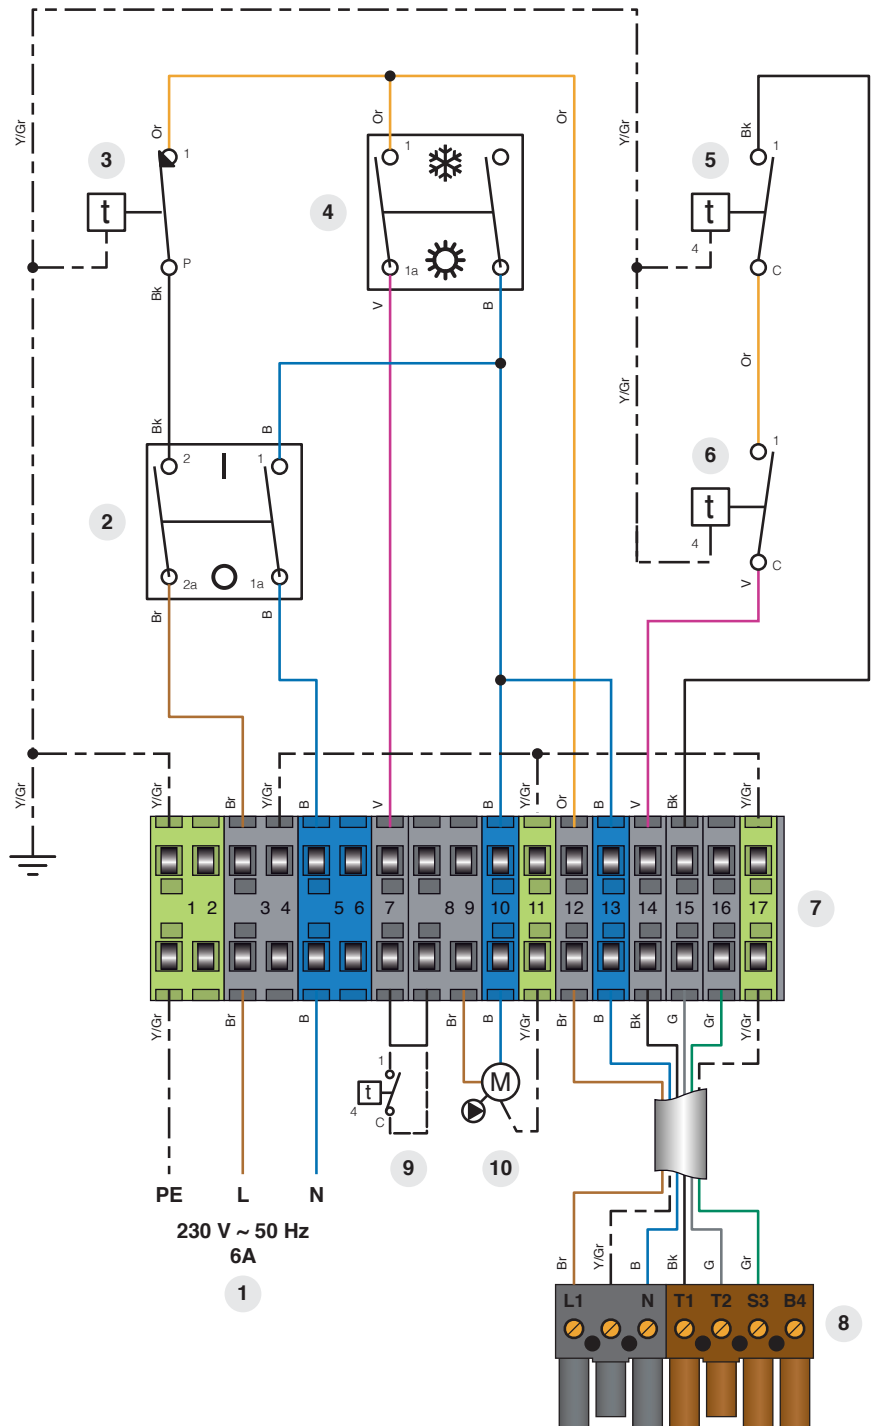 Y/Gr
Or
Or
Or
Y/Gr
Bk
3
1
1
5
1
t
4
t
4
P
1a
C
Bk
V
B
Or
Y/Gr
Bk
B
1
6
2
1
t
2
4
2a
1a
C
Br
B
V
Y/Gr
Y/Gr
Br
Y/Gr
B
V
B
Y/Gr
Or
B
V
Bk
Y/Gr
1 2 3 4 5 6 7 8 9 10 11 12 13 14 15 16 17
7
Y/Gr
Br
B
Br
B
Y/Gr
Br
B
Bk
G
Gr
Y/Gr
1
t
4
C
M
9
10
PE L N
230 V ~ 50 Hz
6A
1
Br
Y/Gr
B
Bk
G
Gr
L1 N T1 T2 S3 B4
8